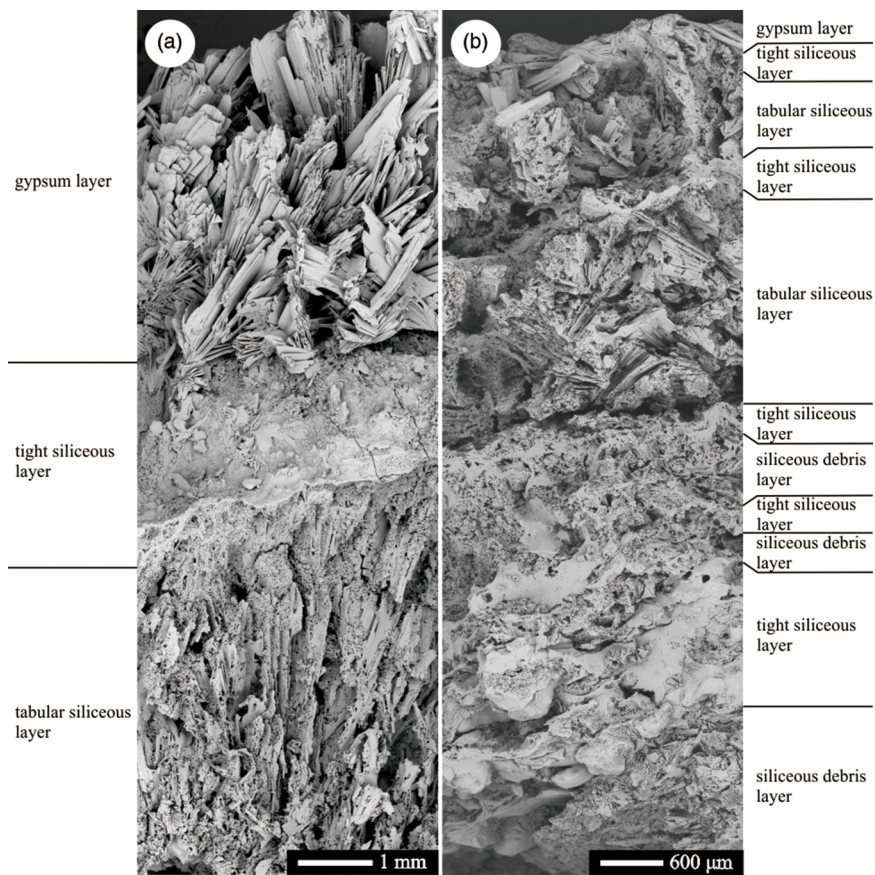 (a)
gypsum layer
tight siliceous
layer
tabular siliceous
layer
1 mm
(b)
gypsum layer
tight siliceous
layer
tabular siliceous
layer
tight siliceous
layer
tabular siliceous
layer
tight siliceous
layer
siliceous debris
layer
tight siliceous
layer
siliceous debris
layer
tight siliceous
layer
siliceous debris
layer
600 μm